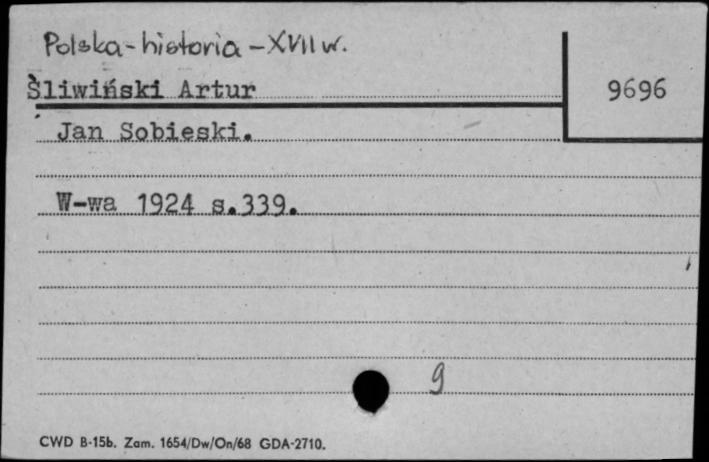 Polska-historia-XVII w.
Śliwiński Artur
9696
Jan Sobieski.
W-wa 1924 s.339.
9
CWD B-15b. Zam. 1654/Dw/On/68 GDA-2710.